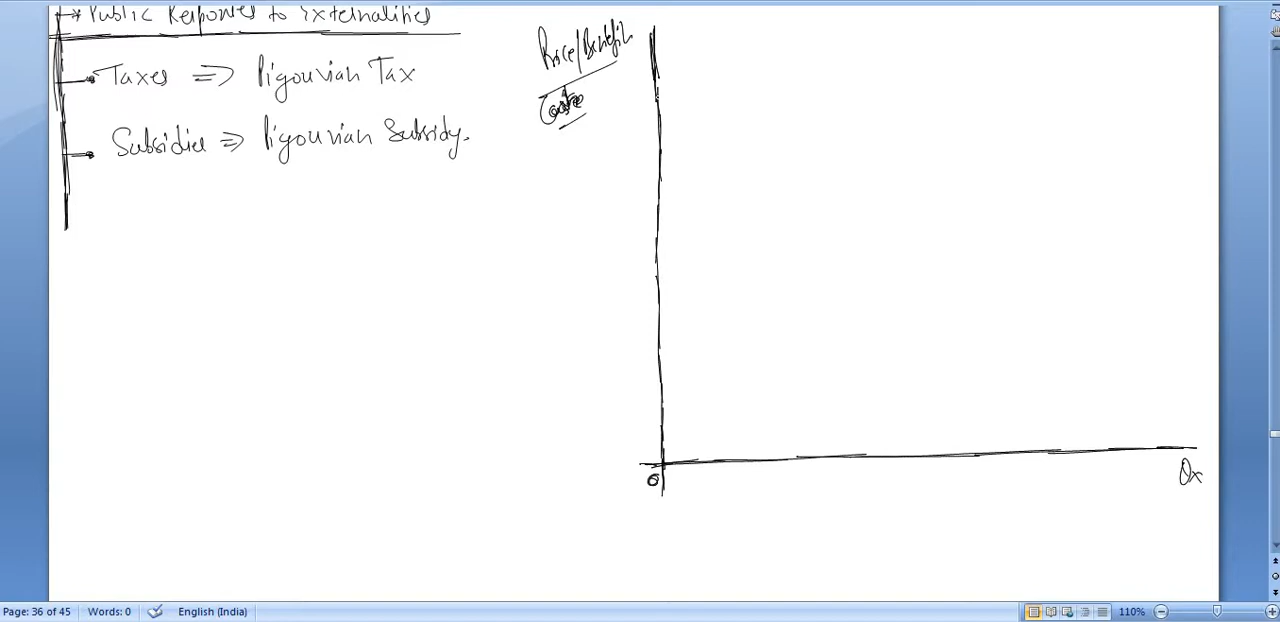 Public Responses to Externalities
Taxes => Pigouvian Tax
Subsidies => Pigouvian Subsidy.
Price/Benefit
Costs
0
Qx
Page: 36 of 45 Words: 0 English (India) 110%